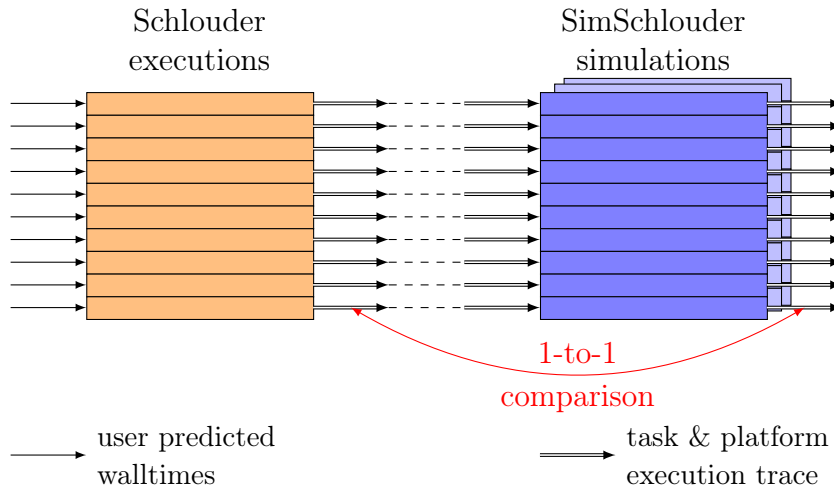 Schlouder
executions
SimSchlouder
simulations
1-to-1
comparison
user predicted
walltimes
task & platform
execution trace